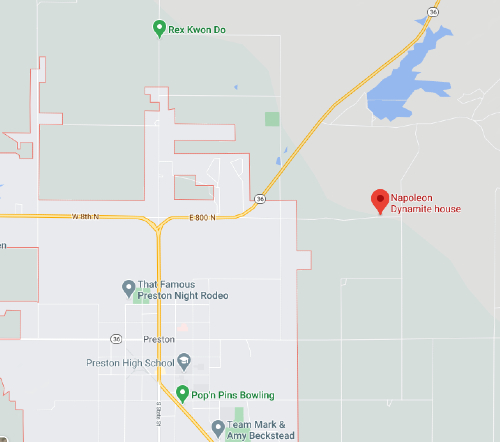 36
Rex Kwon Do
36
Napoleon
Dynamite house
W 8th N
E 800 N
en
That Famous
Preston Night Rodeo
36
Preston
Preston High School
Pop'n Pins Bowling
S State St
Team Mark &
Amy Beckstead